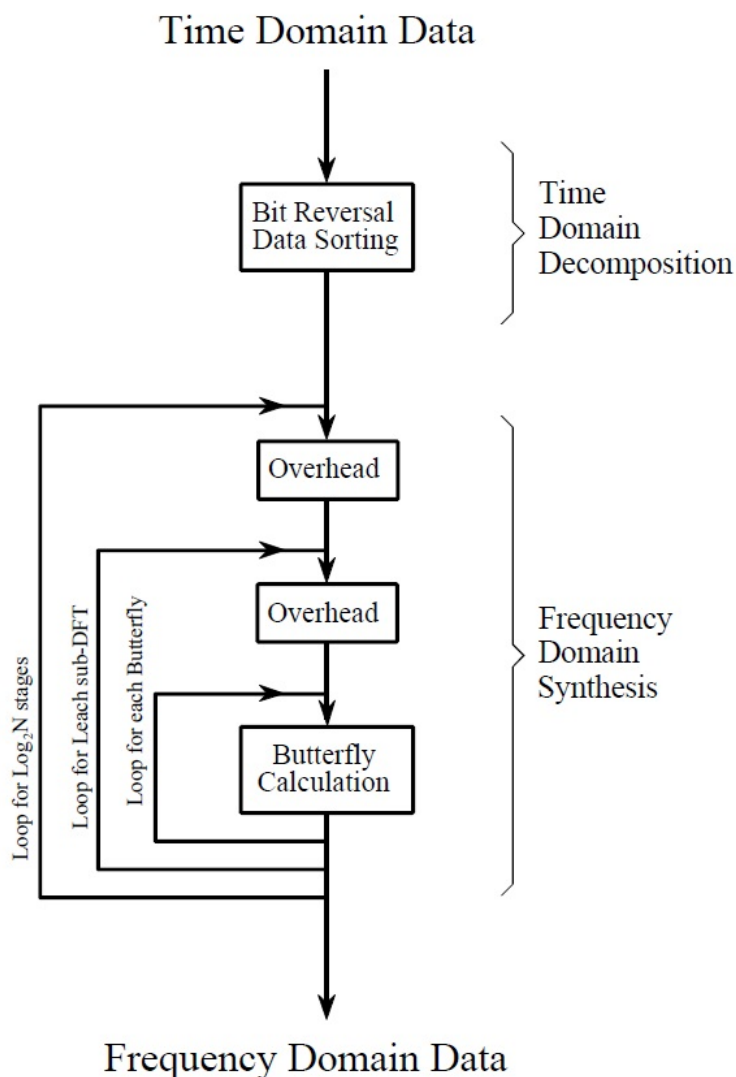 Time Domain Data
Bit Reversal
Data Sorting
Time
Domain
Decomposition
Overhead
Overhead
Butterfly
Calculation
Loop for Log₂N stages
Loop for Leach sub-DFT
Loop for each Butterfly
Frequency
Domain
Synthesis
Frequency Domain Data